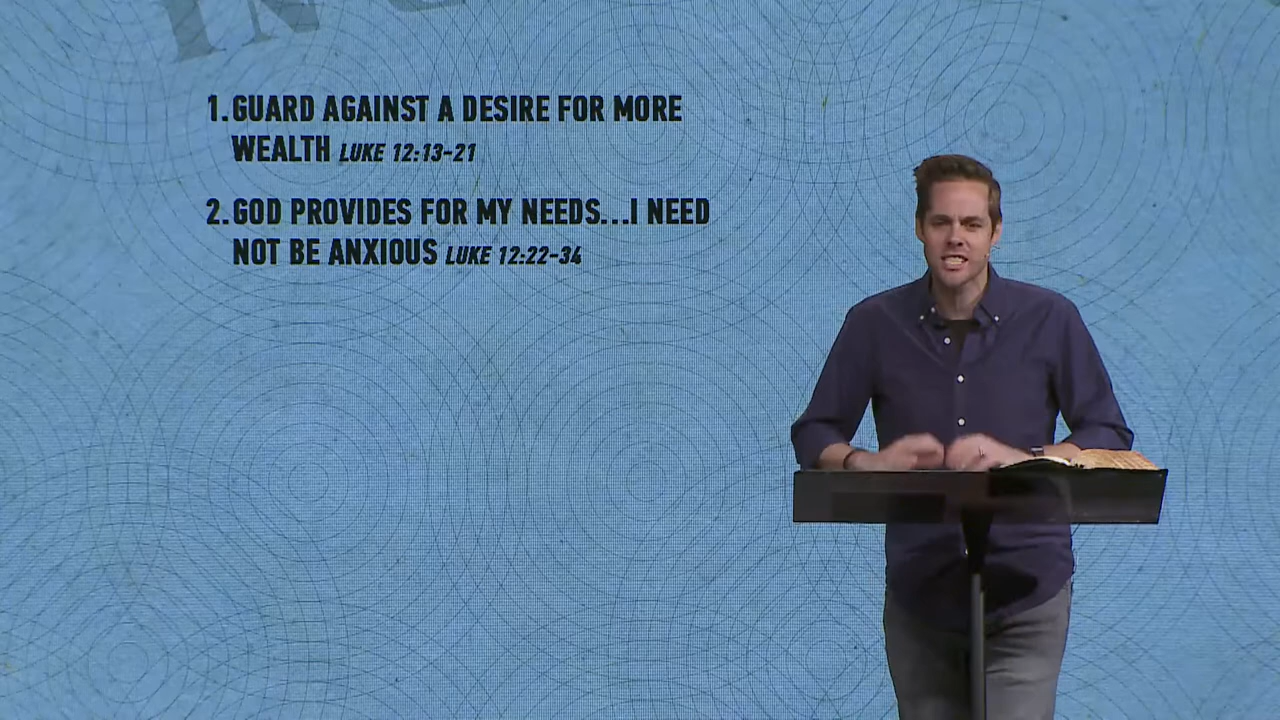 1. GUARD AGAINST A DESIRE FOR MORE
WEALTH LUKE 12:13-21
2. GOD PROVIDES FOR MY NEEDS...I NEED
NOT BE ANXIOUS LUKE 12:22-34